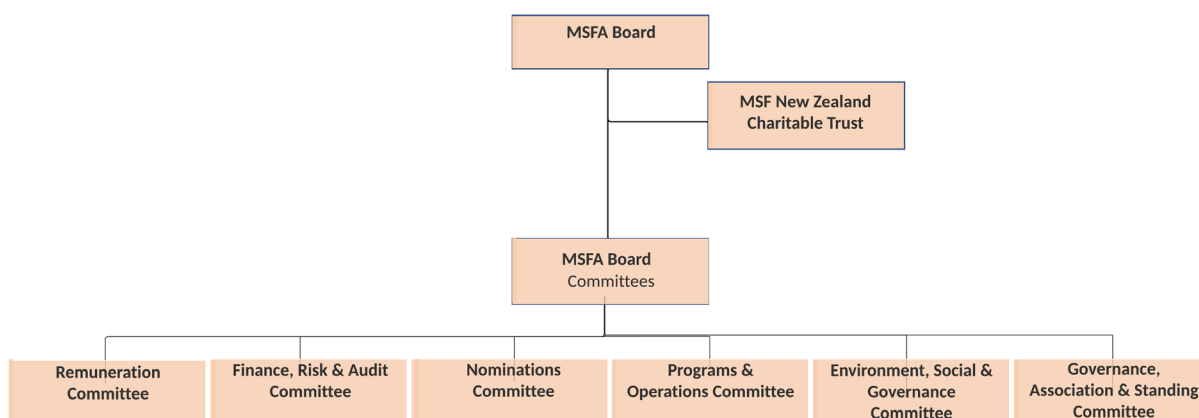 MSFA Board
MSF New Zealand
Charitable Trust
MSFA Board
Committees
Remuneration
Committee
Finance, Risk & Audit
Committee
Nominations
Committee
Programs &
Operations Committee
Environment, Social &
Governance
Committee
Governance,
Association & Standing
Committee